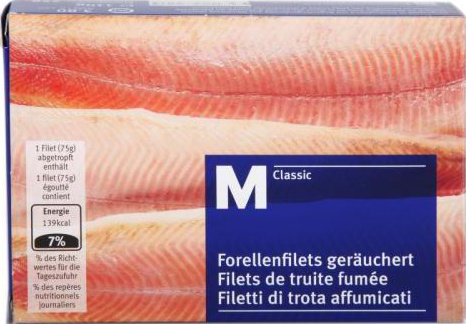 M
Classic
1 Filet (75g)
abgetropft
enthält
1 filet (75g)
égoutté
contient
Energie
139kcal
7%
% des Richt-
wertes für die
Tageszufuhr
% des repères
nutritionnels
journaliers
Forellenfilets geräuchert
Filets de truite fumée
Filetti di trota affumicati